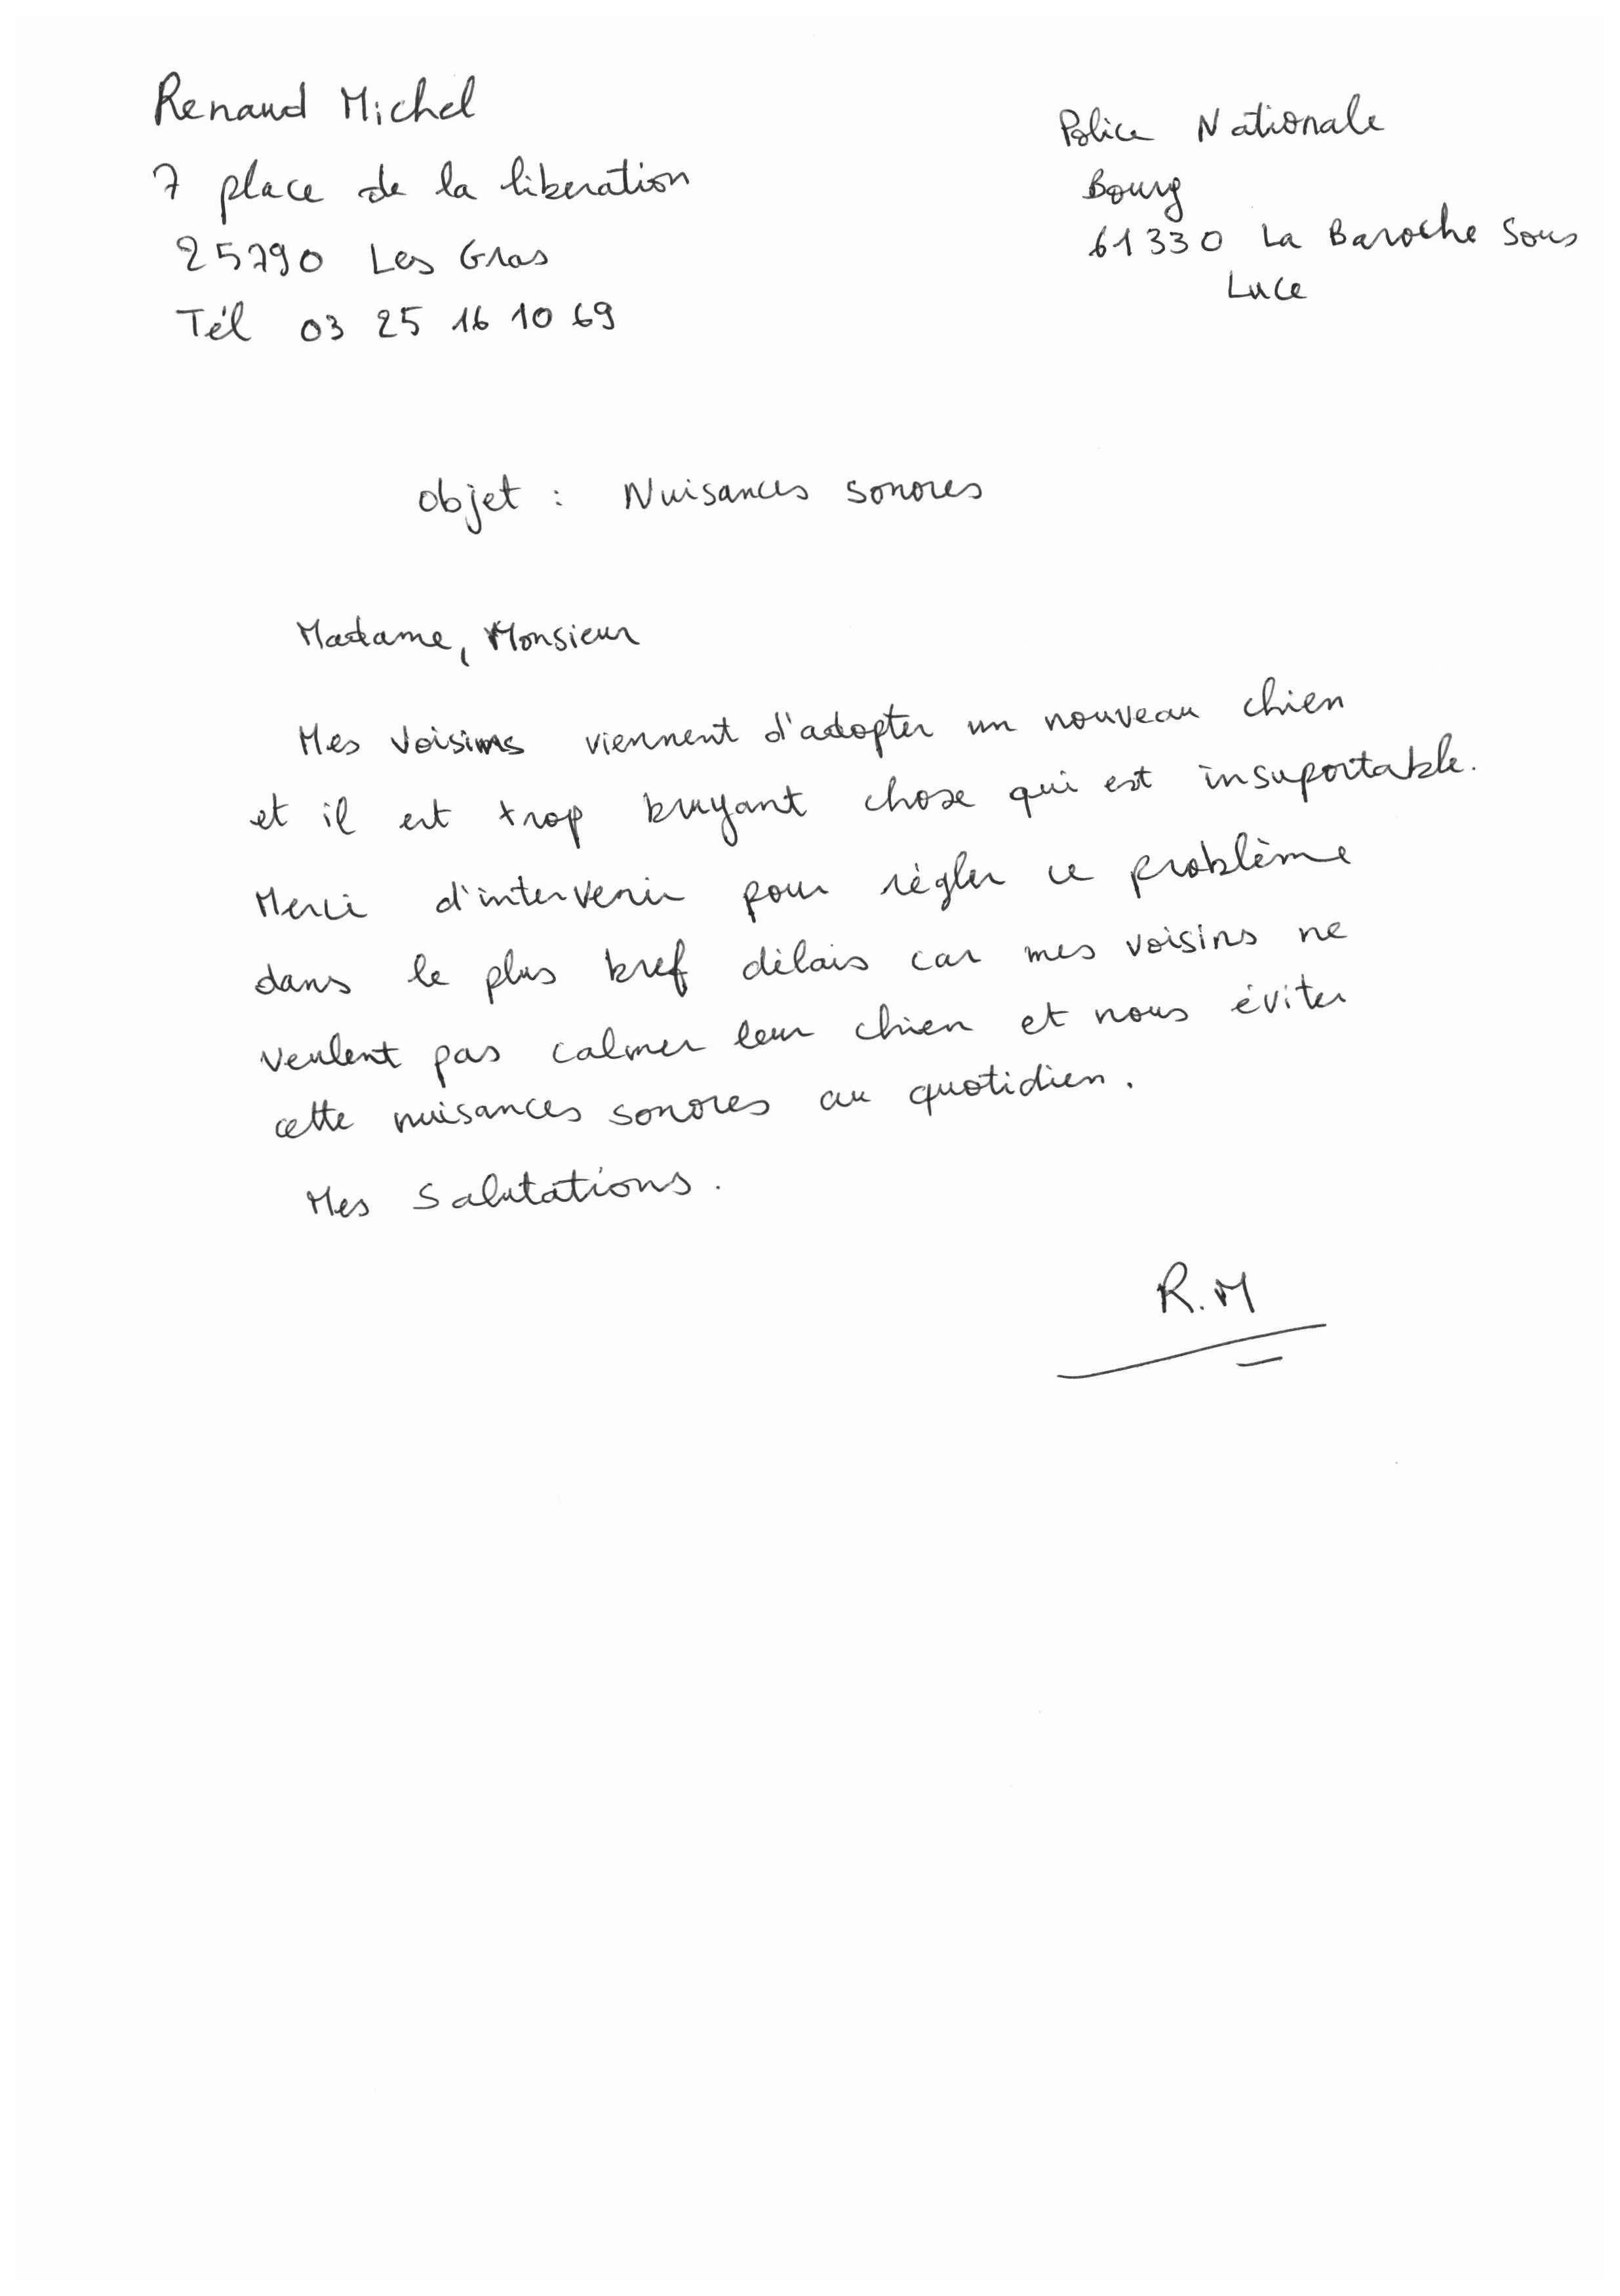 Renaud Michel
7 place de la liberation
25790 Les Gras
Tél 03 25 16 10 69
Police Nationale
Bourg
61330 La Baroche Sous
Luce
Objet : Nuisances sonores
Madame, Monsieur
Mes voisins viennent d'adopter un nouveau chien
et il est trop bruyant chose qui est insuportable.
Merci d'intervenir pour régler ce problème
dans le plus bref délais car mes voisins ne
veulent pas calmer leur chien et nous éviter
cette nuisances sonores au quotidien.
Mes Salutations.
R.M